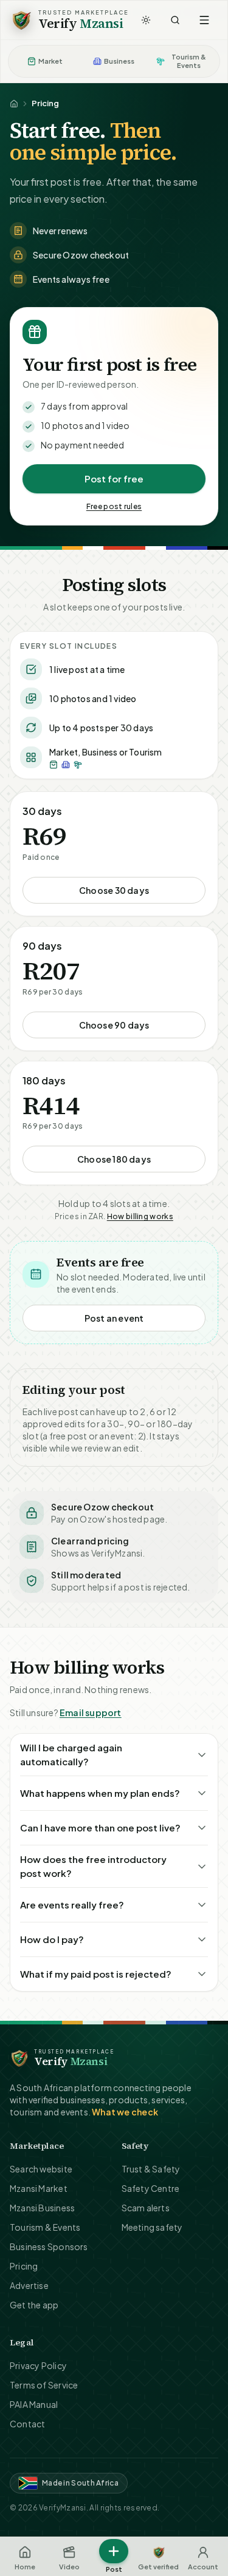 TRUSTED MARKETPLACE
Verify Mzansi
Market
Business
Tourism &
Events
Pricing
Start free. Then
one simple price.
Your first post is free. After that, the same
price in every section.
Never renews
Secure Ozow checkout
Events always free
Your first post is free
One per ID-reviewed person.
7 days from approval
10 photos and 1 video
No payment needed
Post for free
Free post rules
Posting slots
A slot keeps one of your posts live.
EVERY SLOT INCLUDES
1 live post at a time
10 photos and 1 video
Up to 4 posts per 30 days
Market, Business or Tourism
30 days
R69
Paid once
Choose 30 days
90 days
R207
R69 per 30 days
Choose 90 days
180 days
R414
R69 per 30 days
Choose 180 days
Hold up to 4 slots at a time.
Prices in ZAR. How billing works
Events are free
No slot needed. Moderated, live until
the event ends.
Post an event
Editing your post
Each live post can have up to 2, 6 or 12
approved edits for a 30-, 90- or 180-day
slot (a free post or an event: 2). It stays
visible while we review an edit.
Secure Ozow checkout
Pay on Ozow's hosted page.
Clear rand pricing
Shows as VerifyMzansi.
Still moderated
Support helps if a post is rejected.
How billing works
Paid once, in rand. Nothing renews.
Still unsure? Email support
Will I be charged again
automatically?
What happens when my plan ends?
Can I have more than one post live?
How does the free introductory
post work?
Are events really free?
How do I pay?
What if my paid post is rejected?
TRUSTED MARKETPLACE
Verify Mzansi
A South African platform connecting people
with verified businesses, products, services,
tourism and events. What we check
Marketplace
Search website
Mzansi Market
Mzansi Business
Tourism & Events
Business Sponsors
Pricing
Advertise
Get the app
Safety
Trust & Safety
Safety Centre
Scam alerts
Meeting safety
Legal
Privacy Policy
Terms of Service
PAIA Manual
Contact
Made in South Africa
© 2026 VerifyMzansi. All rights reserved.
Home
Video
Post
Get verified
Account